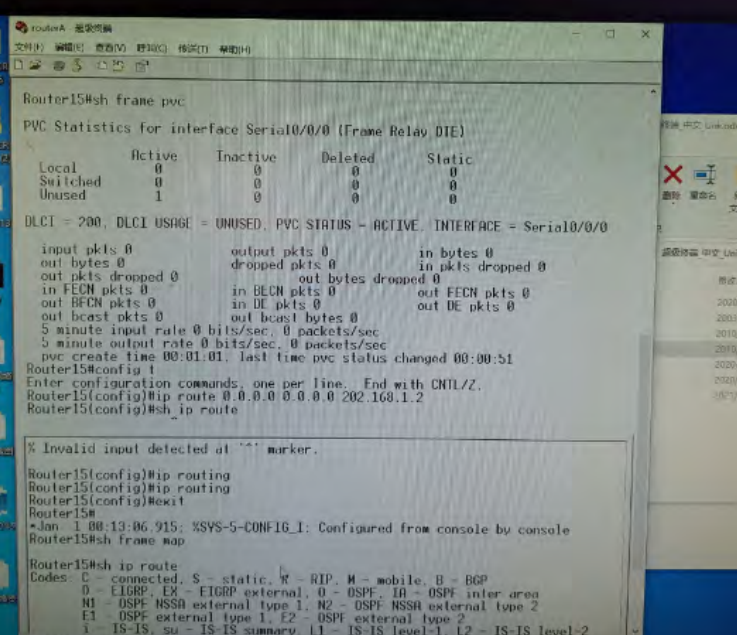 routerA - 超级终端
文件(F) 编辑(E) 查看(V) 呼叫(C) 传送(T) 帮助(H)
Router15#sh frame pvc
PVC Statistics for interface Serial0/0/0 (Frame Relay DTE)
Active Inactive Deleted Static
Local 0 0 0 0
Switched 0 0 0 0
Unused 1 0 0 0
DLCI = 200, DLCI USAGE = UNUSED, PVC STATUS = ACTIVE, INTERFACE = Serial0/0/0
input pkts 0 output pkts 0 in bytes 0
out bytes 0 dropped pkts 0 in pkts dropped 0
out pkts dropped 0 out bytes dropped 0
in FECN pkts 0 in BECN pkts 0 out FECN pkts 0
out BECN pkts 0 in DE pkts 0 out DE pkts 0
out bcast pkts 0 out bcast bytes 0
5 minute input rate 0 bits/sec, 0 packets/sec
5 minute output rate 0 bits/sec, 0 packets/sec
pvc create time 00:01:01, last time pvc status changed 00:00:51
Router15#config t
Enter configuration commands, one per line. End with CNTL/Z.
Router15(config)#ip route 0.0.0.0 0.0.0.0 202.168.1.2
Router15(config)#sh ip route
% Invalid input detected at '^' marker.
Router15(config)#ip routing
Router15(config)#ip routing
Router15(config)#exit
Router15#
*Jan 1 00:13:06.915: %SYS-5-CONFIG_I: Configured from console by console
Router15#sh frame map
Router15#sh ip route
Codes: C - connected, S - static, R - RIP, M - mobile, B - BGP
D - EIGRP, EX - EIGRP external, O - OSPF, IA - OSPF inter area
N1 - OSPF NSSA external type 1, N2 - OSPF NSSA external type 2
E1 - OSPF external type 1, E2 - OSPF external type 2
i - IS-IS, su - IS-IS summary, L1 - IS-IS level-1, L2 - IS-IS level-2
删除 重命名